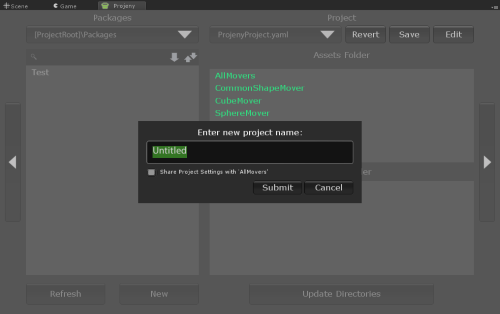 Scene Game Projeny
Packages Project
[ProjectRoot]\Packages ProjenyProject.yaml Revert Save Edit
Assets Folder
Test AllMovers
CommonShapeMover
CubeMover
SphereMover
Enter new project name:
Untitled
Share Project Settings with 'AllMovers'
Submit Cancel
Refresh New Update Directories